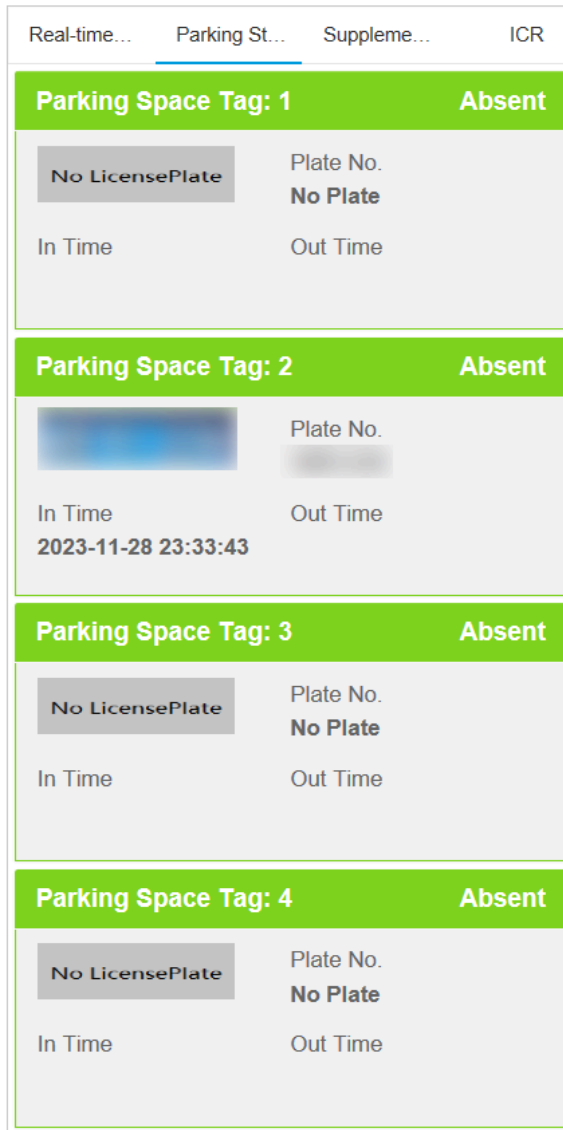 Real-time... Parking St... Suppleme... ICR
Parking Space Tag: 1 Absent
No LicensePlate
Plate No.
No Plate
In Time Out Time
Parking Space Tag: 2 Absent
Plate No.
In Time Out Time
2023-11-28 23:33:43
Parking Space Tag: 3 Absent
No LicensePlate
Plate No.
No Plate
In Time Out Time
Parking Space Tag: 4 Absent
No LicensePlate
Plate No.
No Plate
In Time Out Time